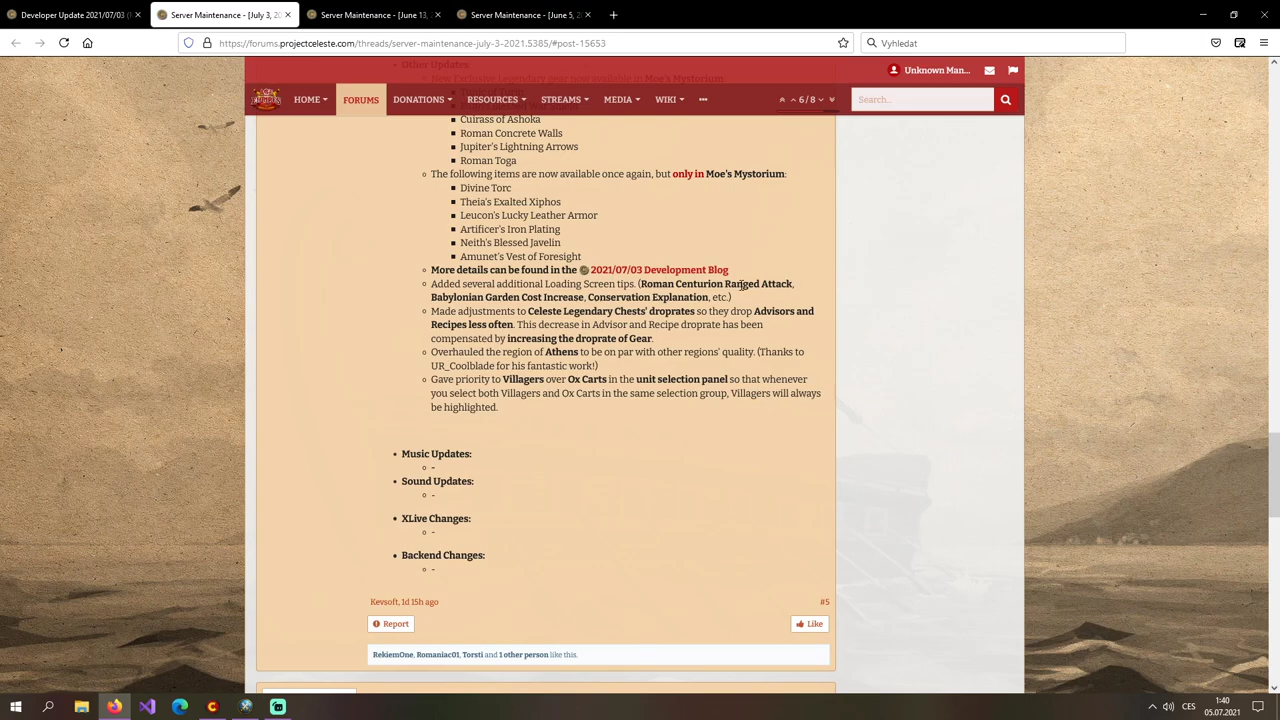 Developer Update 2021/07/03 (
Server Maintenance - [July 3, 20
Server Maintenance - [June 13,
Server Maintenance - [June 5, 20
https://forums.projectceleste.com/threads/server-maintenance-july-3-2021.5385/#post-15653
Vyhledat
Other Updates
New Exclusive Legendary gear now available in Moe's Mystorium.
Unknown Man...
HOME
FORUMS
DONATIONS
RESOURCES
STREAMS
MEDIA
WIKI
•••
6 / 8
Search...
Cuirass of Ashoka
Roman Concrete Walls
Jupiter's Lightning Arrows
Roman Toga
The following items are now available once again, but only in Moe's Mystorium:
Divine Torc
Theia's Exalted Xiphos
Leucon's Lucky Leather Armor
Artificer's Iron Plating
Neith's Blessed Javelin
Amunet's Vest of Foresight
More details can be found in the 2021/07/03 Development Blog
Added several additional Loading Screen tips. (Roman Centurion Ranged Attack,
Babylonian Garden Cost Increase, Conservation Explanation, etc.)
Made adjustments to Celeste Legendary Chests' droprates so they drop Advisors and
Recipes less often. This decrease in Advisor and Recipe droprate has been
compensated by increasing the droprate of Gear.
Overhauled the region of Athens to be on par with other regions' quality. (Thanks to
UR_Coolblade for his fantastic work!)
Gave priority to Villagers over Ox Carts in the unit selection panel so that whenever
you select both Villagers and Ox Carts in the same selection group, Villagers will always
be highlighted.
Music Updates:
-
Sound Updates:
-
XLive Changes:
-
Backend Changes:
-
Kevsoft, 1d 15h ago
#5
Report
Like
RekiemOne, Romaniac01, Torsti and 1 other person like this.
CES
1:40
05.07.2021